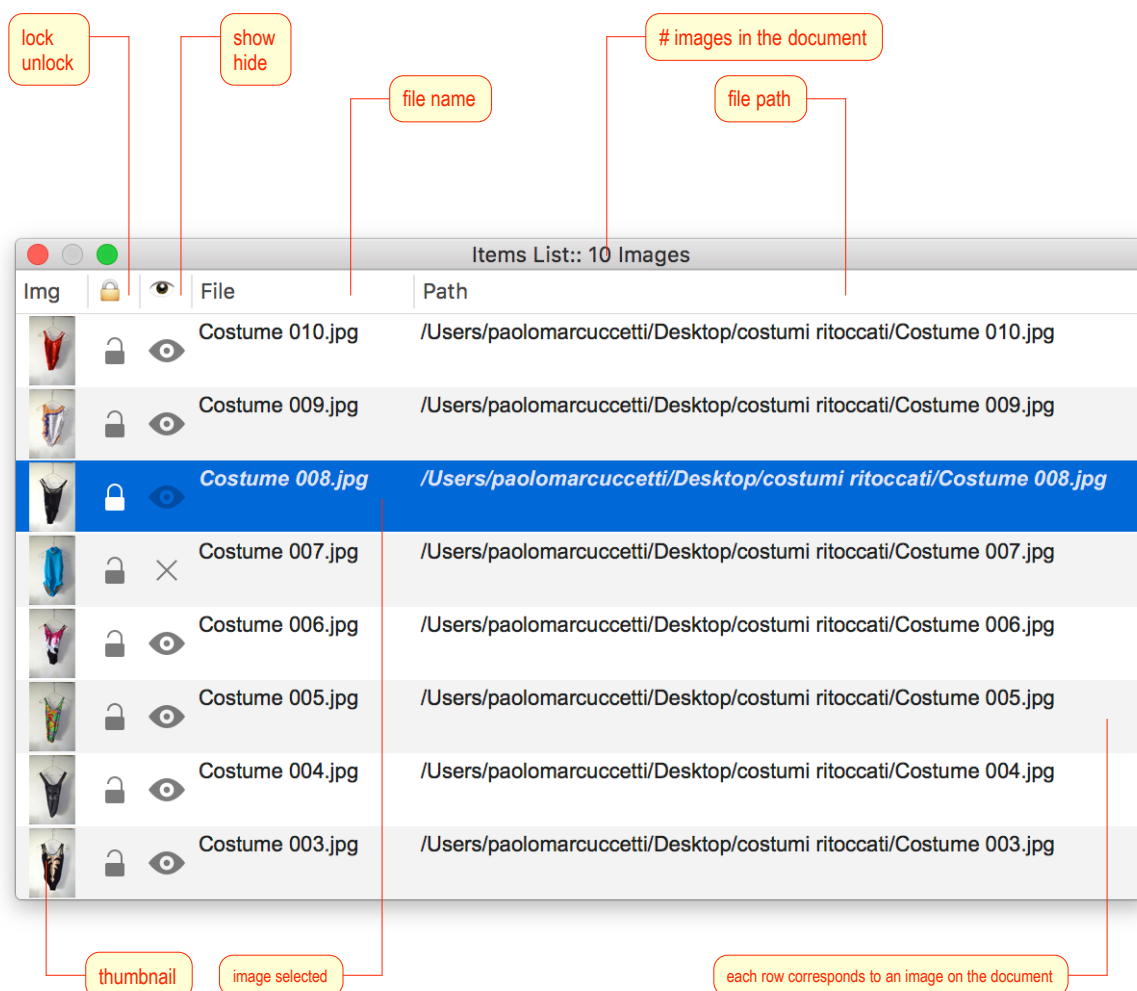 lock
unlock
show
hide
# images in the document
file name
file path
Items List:: 10 Images
Img File Path
Costume 010.jpg /Users/paolomarcuccetti/Desktop/costumi ritoccati/Costume 010.jpg
Costume 009.jpg /Users/paolomarcuccetti/Desktop/costumi ritoccati/Costume 009.jpg
Costume 008.jpg /Users/paolomarcuccetti/Desktop/costumi ritoccati/Costume 008.jpg
Costume 007.jpg /Users/paolomarcuccetti/Desktop/costumi ritoccati/Costume 007.jpg
Costume 006.jpg /Users/paolomarcuccetti/Desktop/costumi ritoccati/Costume 006.jpg
Costume 005.jpg /Users/paolomarcuccetti/Desktop/costumi ritoccati/Costume 005.jpg
Costume 004.jpg /Users/paolomarcuccetti/Desktop/costumi ritoccati/Costume 004.jpg
Costume 003.jpg /Users/paolomarcuccetti/Desktop/costumi ritoccati/Costume 003.jpg
thumbnail
image selected
each row corresponds to an image on the document